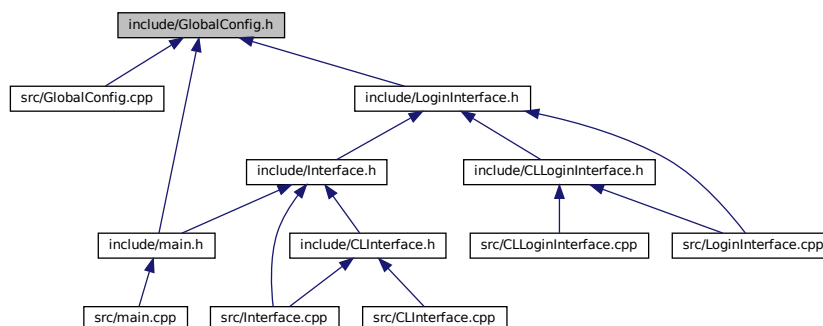 include/GlobalConfig.h
src/GlobalConfig.cpp
include/LoginInterface.h
include/Interface.h
include/CLLoginInterface.h
include/main.h
include/CLInterface.h
src/CLLoginInterface.cpp
src/LoginInterface.cpp
src/main.cpp
src/Interface.cpp
src/CLInterface.cpp